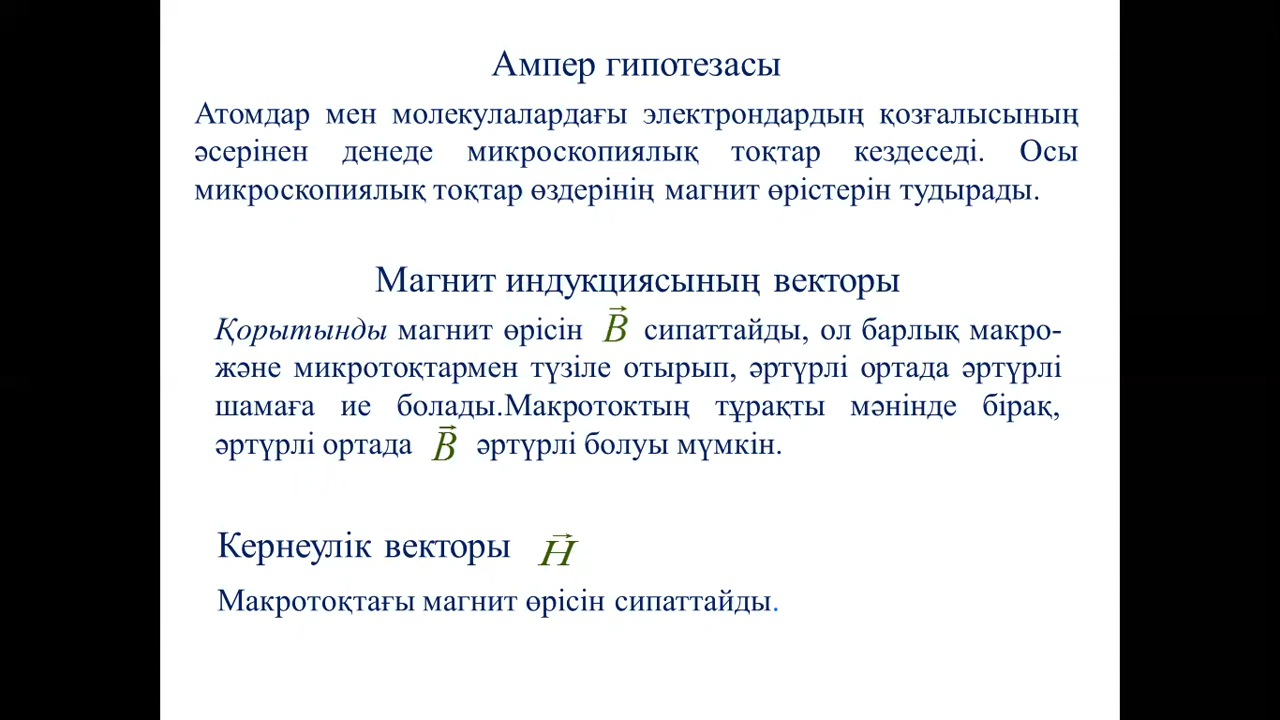 Ампер гипотезасы
Атомдар мен молекулалардағы электрондардың қозғалысының
әсерінен денеде микроскопиялық тоқтар кездеседі. Осы
микроскопиялық тоқтар өздерінің магнит өрістерін тудырады.
Магнит индукциясының векторы
Қорытынды магнит өрісін B⃗ сипаттайды, ол барлық макро-
және микротоқтармен түзіле отырып, әртүрлі ортада әртүрлі
шамаға ие болады.Макротоктың тұрақты мәнінде бірақ,
әртүрлі ортада B⃗ әртүрлі болуы мүмкін.
Кернеулік векторы H⃗
Макротоқтағы магнит өрісін сипаттайды.